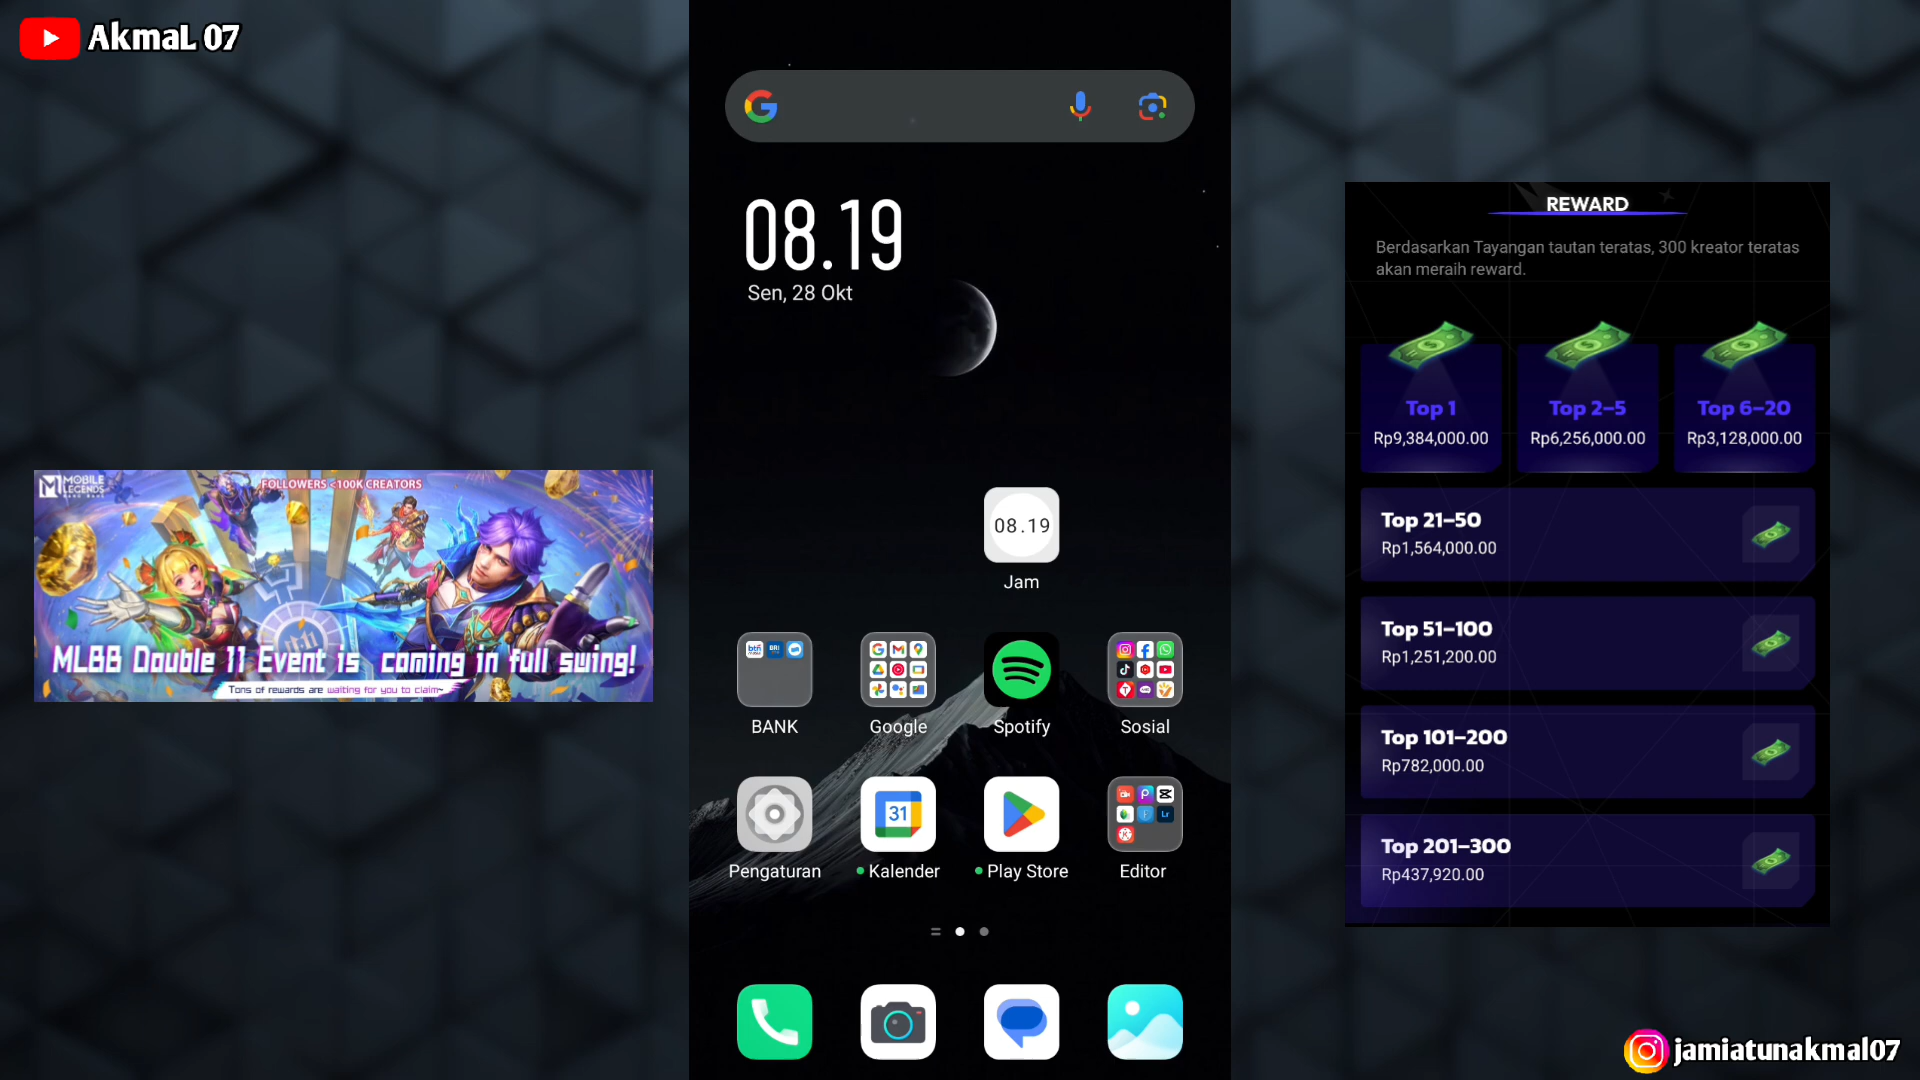 AkmaL 07
08.19
Sen, 28 Okt
08.19
Jam
BANK
Google
Spotify
Sosial
31
Pengaturan
Kalender
Play Store
Editor
MOBILE
LEGENDS
BANG BANG
FOLLOWERS <100K CREATORS
MLBB Double 11 Event is coming in full swing!
Tons of rewards are waiting for you to claim~
REWARD
Berdasarkan Tayangan tautan teratas, 300 kreator teratas
akan meraih reward.
Top 1
Rp9,384,000.00
Top 2–5
Rp6,256,000.00
Top 6–20
Rp3,128,000.00
Top 21–50
Rp1,564,000.00
Top 51–100
Rp1,251,200.00
Top 101–200
Rp782,000.00
Top 201–300
Rp437,920.00
jamiatunakmal07